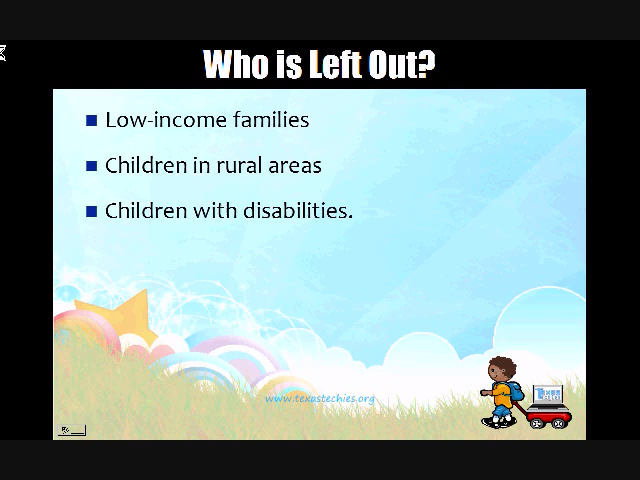 Who is Left Out?
Low-income families
Children in rural areas
Children with disabilities.
www.texastechies.org